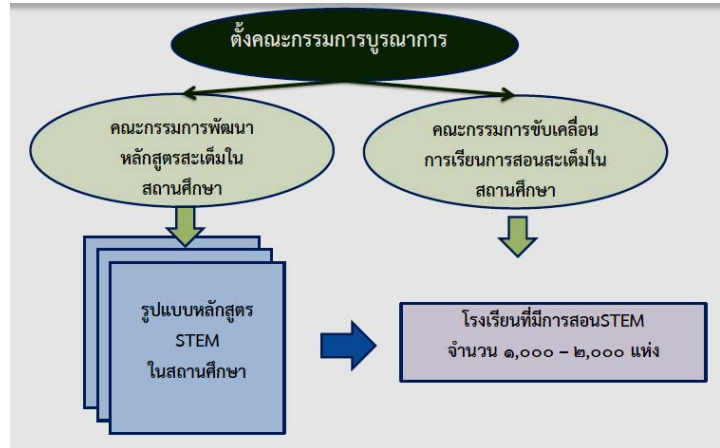 ตั้งคณะกรรมการบูรณาการ
คณะกรรมการพัฒนา
หลักสูตรสะเต็มใน
สถานศึกษา
คณะกรรมการขับเคลื่อน
การเรียนการสอนสะเต็มใน
สถานศึกษา
รูปแบบหลักสูตร
STEM
ในสถานศึกษา
โรงเรียนที่มีการสอนSTEM
จำนวน ๑,๐๐๐ – ๒,๐๐๐ แห่ง